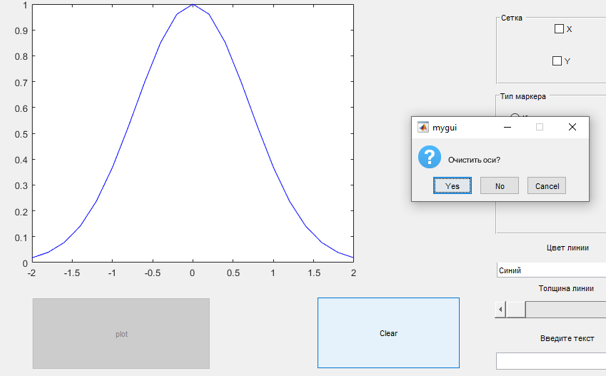 1
0.9
0.8
0.7
0.6
0.5
0.4
0.3
0.2
0.1
0
-2 -1.5 -1 -0.5 0 0.5 1 1.5 2
plot
Clear
Сетка
X
Y
Тип маркера
mygui
Очистить оси?
Yes No Cancel
Цвет линии
Синий
Толщина линии
Введите текст